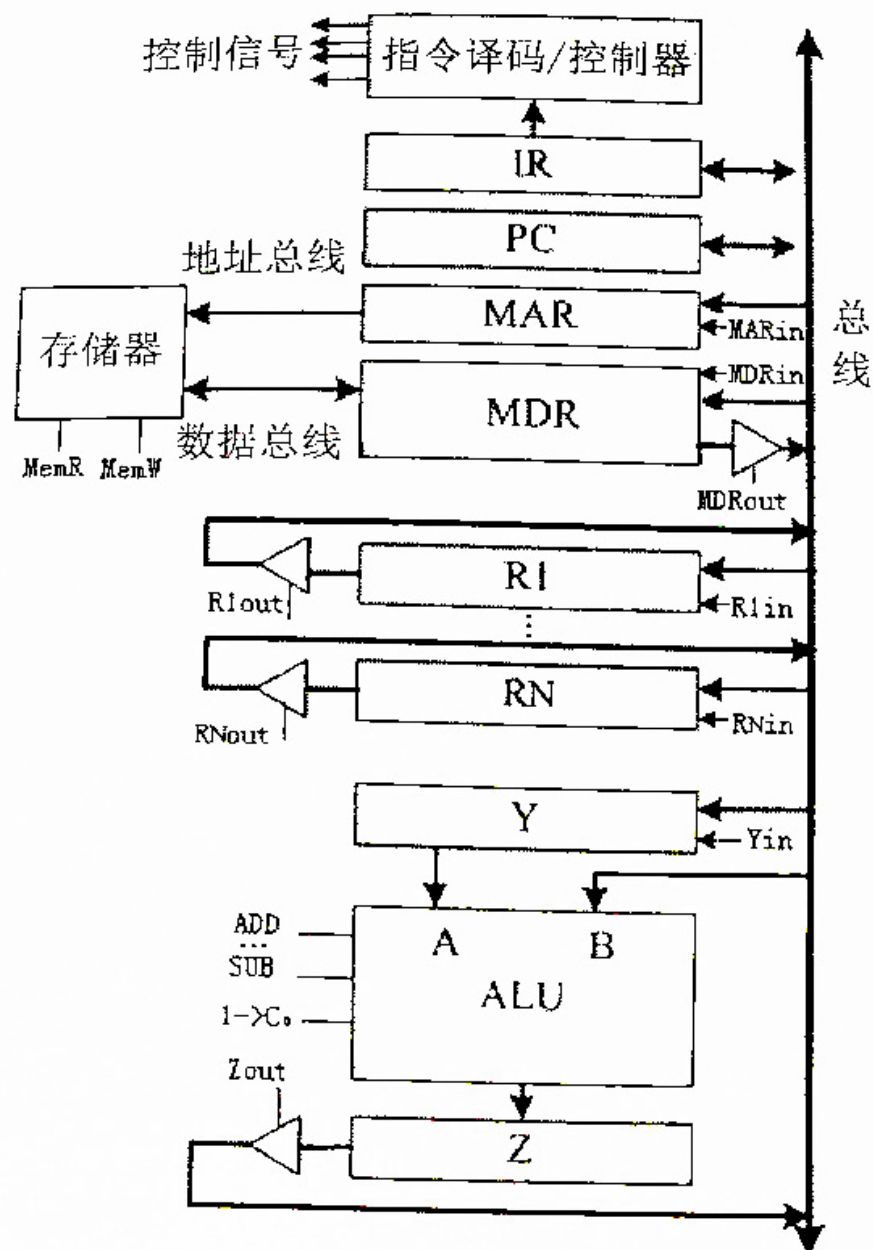 控制信号
指令译码/控制器
IR
PC
地址总线
MAR
MARin
总线
存储器
MDRin
MDR
数据总线
MemR
MemW
MDRout
R1
R1out
R1in
⋮
RN
RNout
RNin
Y
Yin
ADD
...
SUB
A
B
ALU
1->C₀
Zout
Z